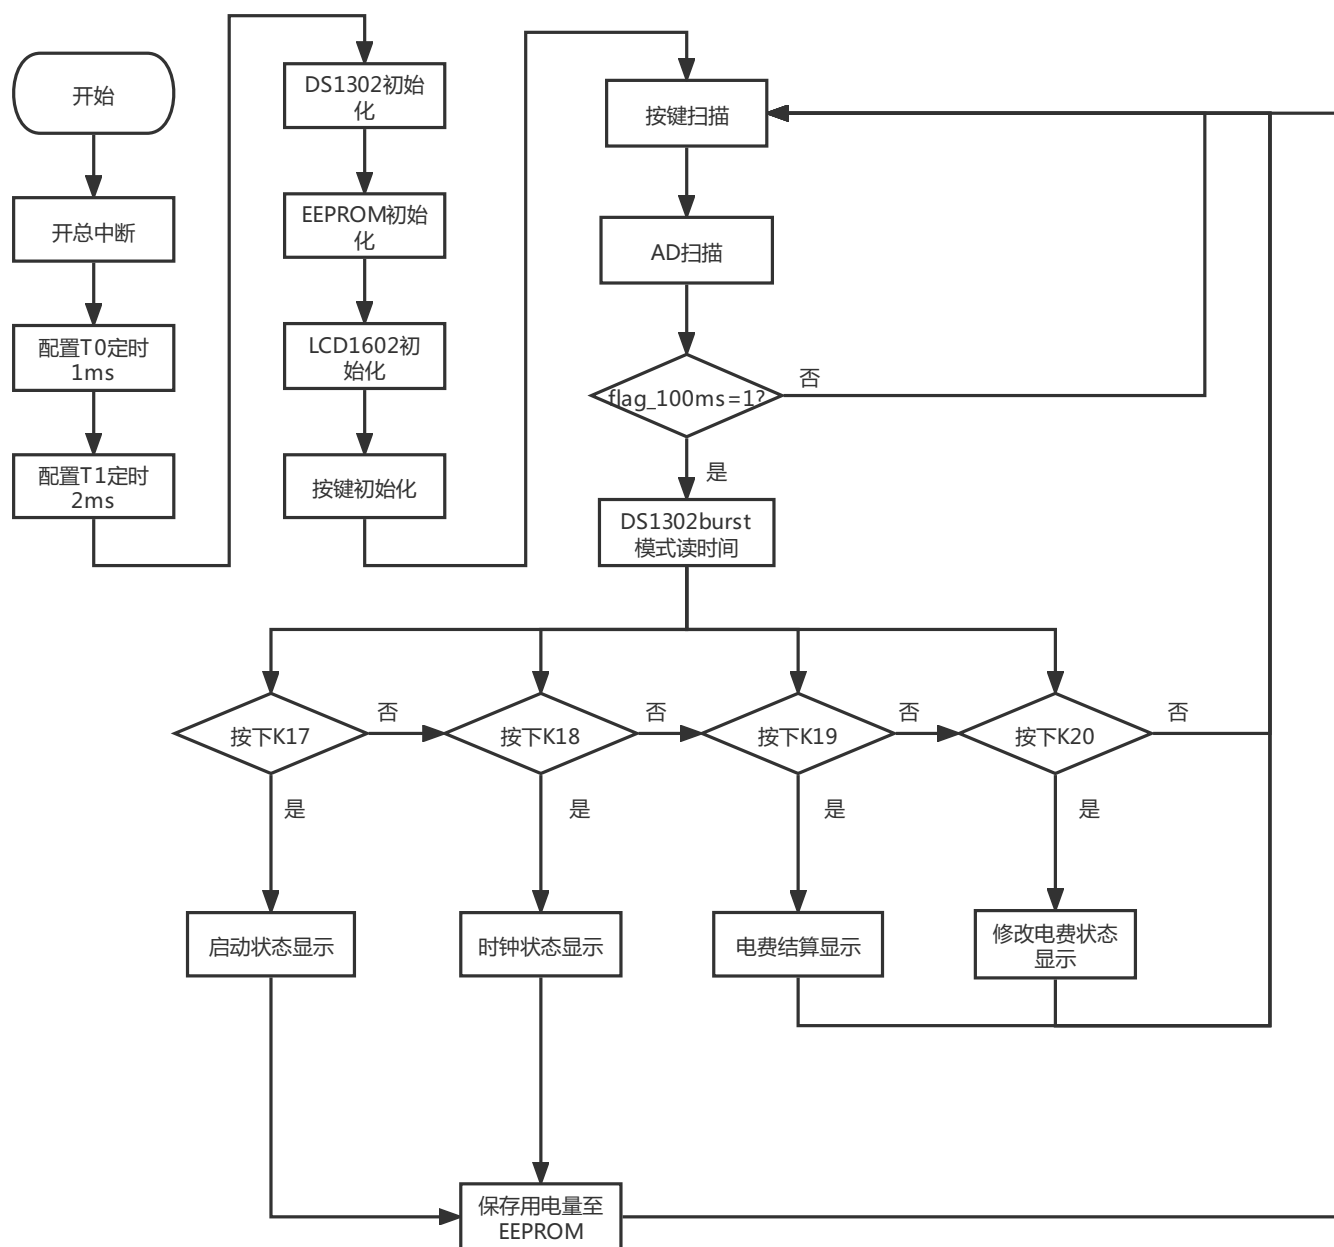 开始
开总中断
配置T0定时
1ms
配置T1定时
2ms
DS1302初始
化
EEPROM初始
化
LCD1602初
始化
按键初始化
按键扫描
AD扫描
flag_100ms=1?
否
是
DS1302burst
模式读时间
按下K17
否
按下K18
否
按下K19
否
按下K20
否
是
是
是
是
启动状态显示
时钟状态显示
电费结算显示
修改电费状态
显示
保存用电量至
EEPROM